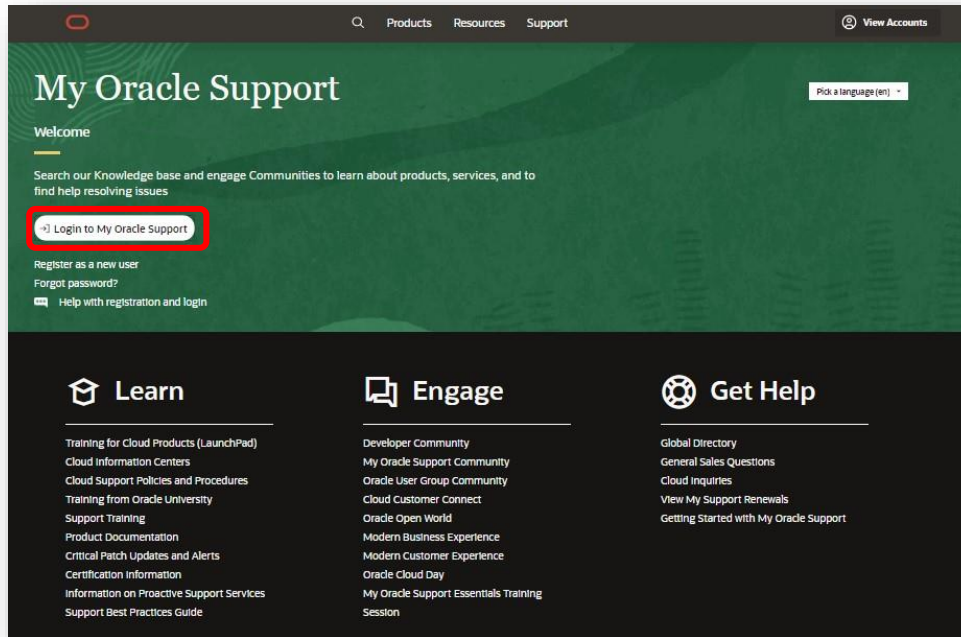 Products Resources Support View Accounts
My Oracle Support
Pick a language (en)
Welcome
Search our Knowledge base and engage Communities to learn about products, services, and to
find help resolving issues
Login to My Oracle Support
Register as a new user
Forgot password?
Help with registration and login
Learn
Training for Cloud Products (LaunchPad)
Cloud Information Centers
Cloud Support Policies and Procedures
Training from Oracle University
Support Training
Product Documentation
Critical Patch Updates and Alerts
Certification Information
Information on Proactive Support Services
Support Best Practices Guide
Engage
Developer Community
My Oracle Support Community
Oracle User Group Community
Cloud Customer Connect
Oracle Open World
Modern Business Experience
Modern Customer Experience
Oracle Cloud Day
My Oracle Support Essentials Training
Session
Get Help
Global Directory
General Sales Questions
Cloud Inquiries
View My Support Renewals
Getting Started with My Oracle Support